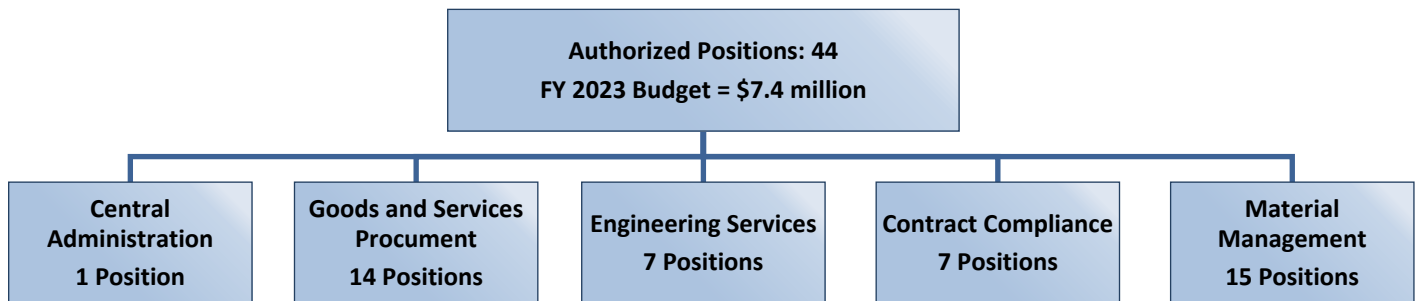 Authorized Positions: 44
FY 2023 Budget = $7.4 million
Central
Administration
1 Position
Goods and Services
Procument
14 Positions
Engineering Services
7 Positions
Contract Compliance
7 Positions
Material
Management
15 Positions